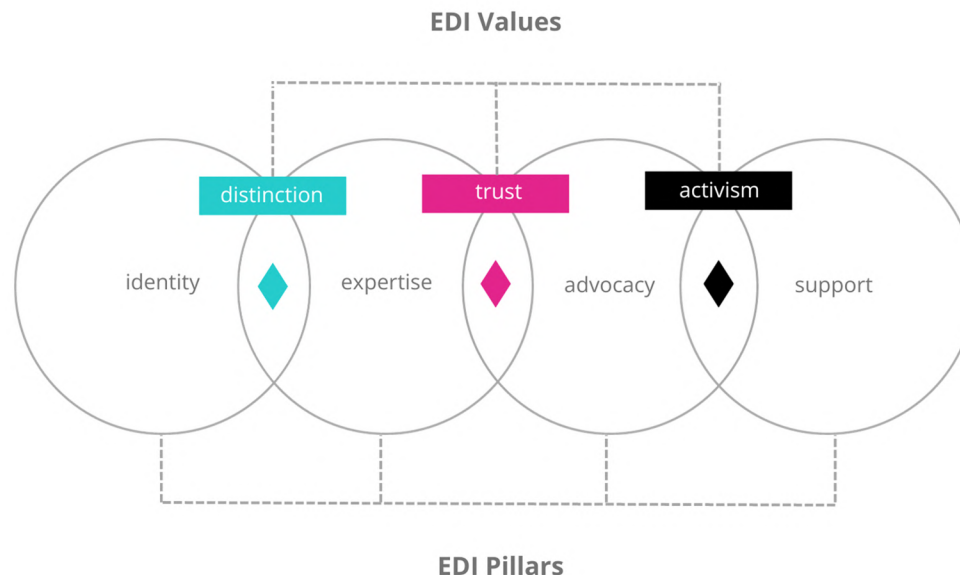 EDI Values
distinction
trust
activism
identity
expertise
advocacy
support
EDI Pillars